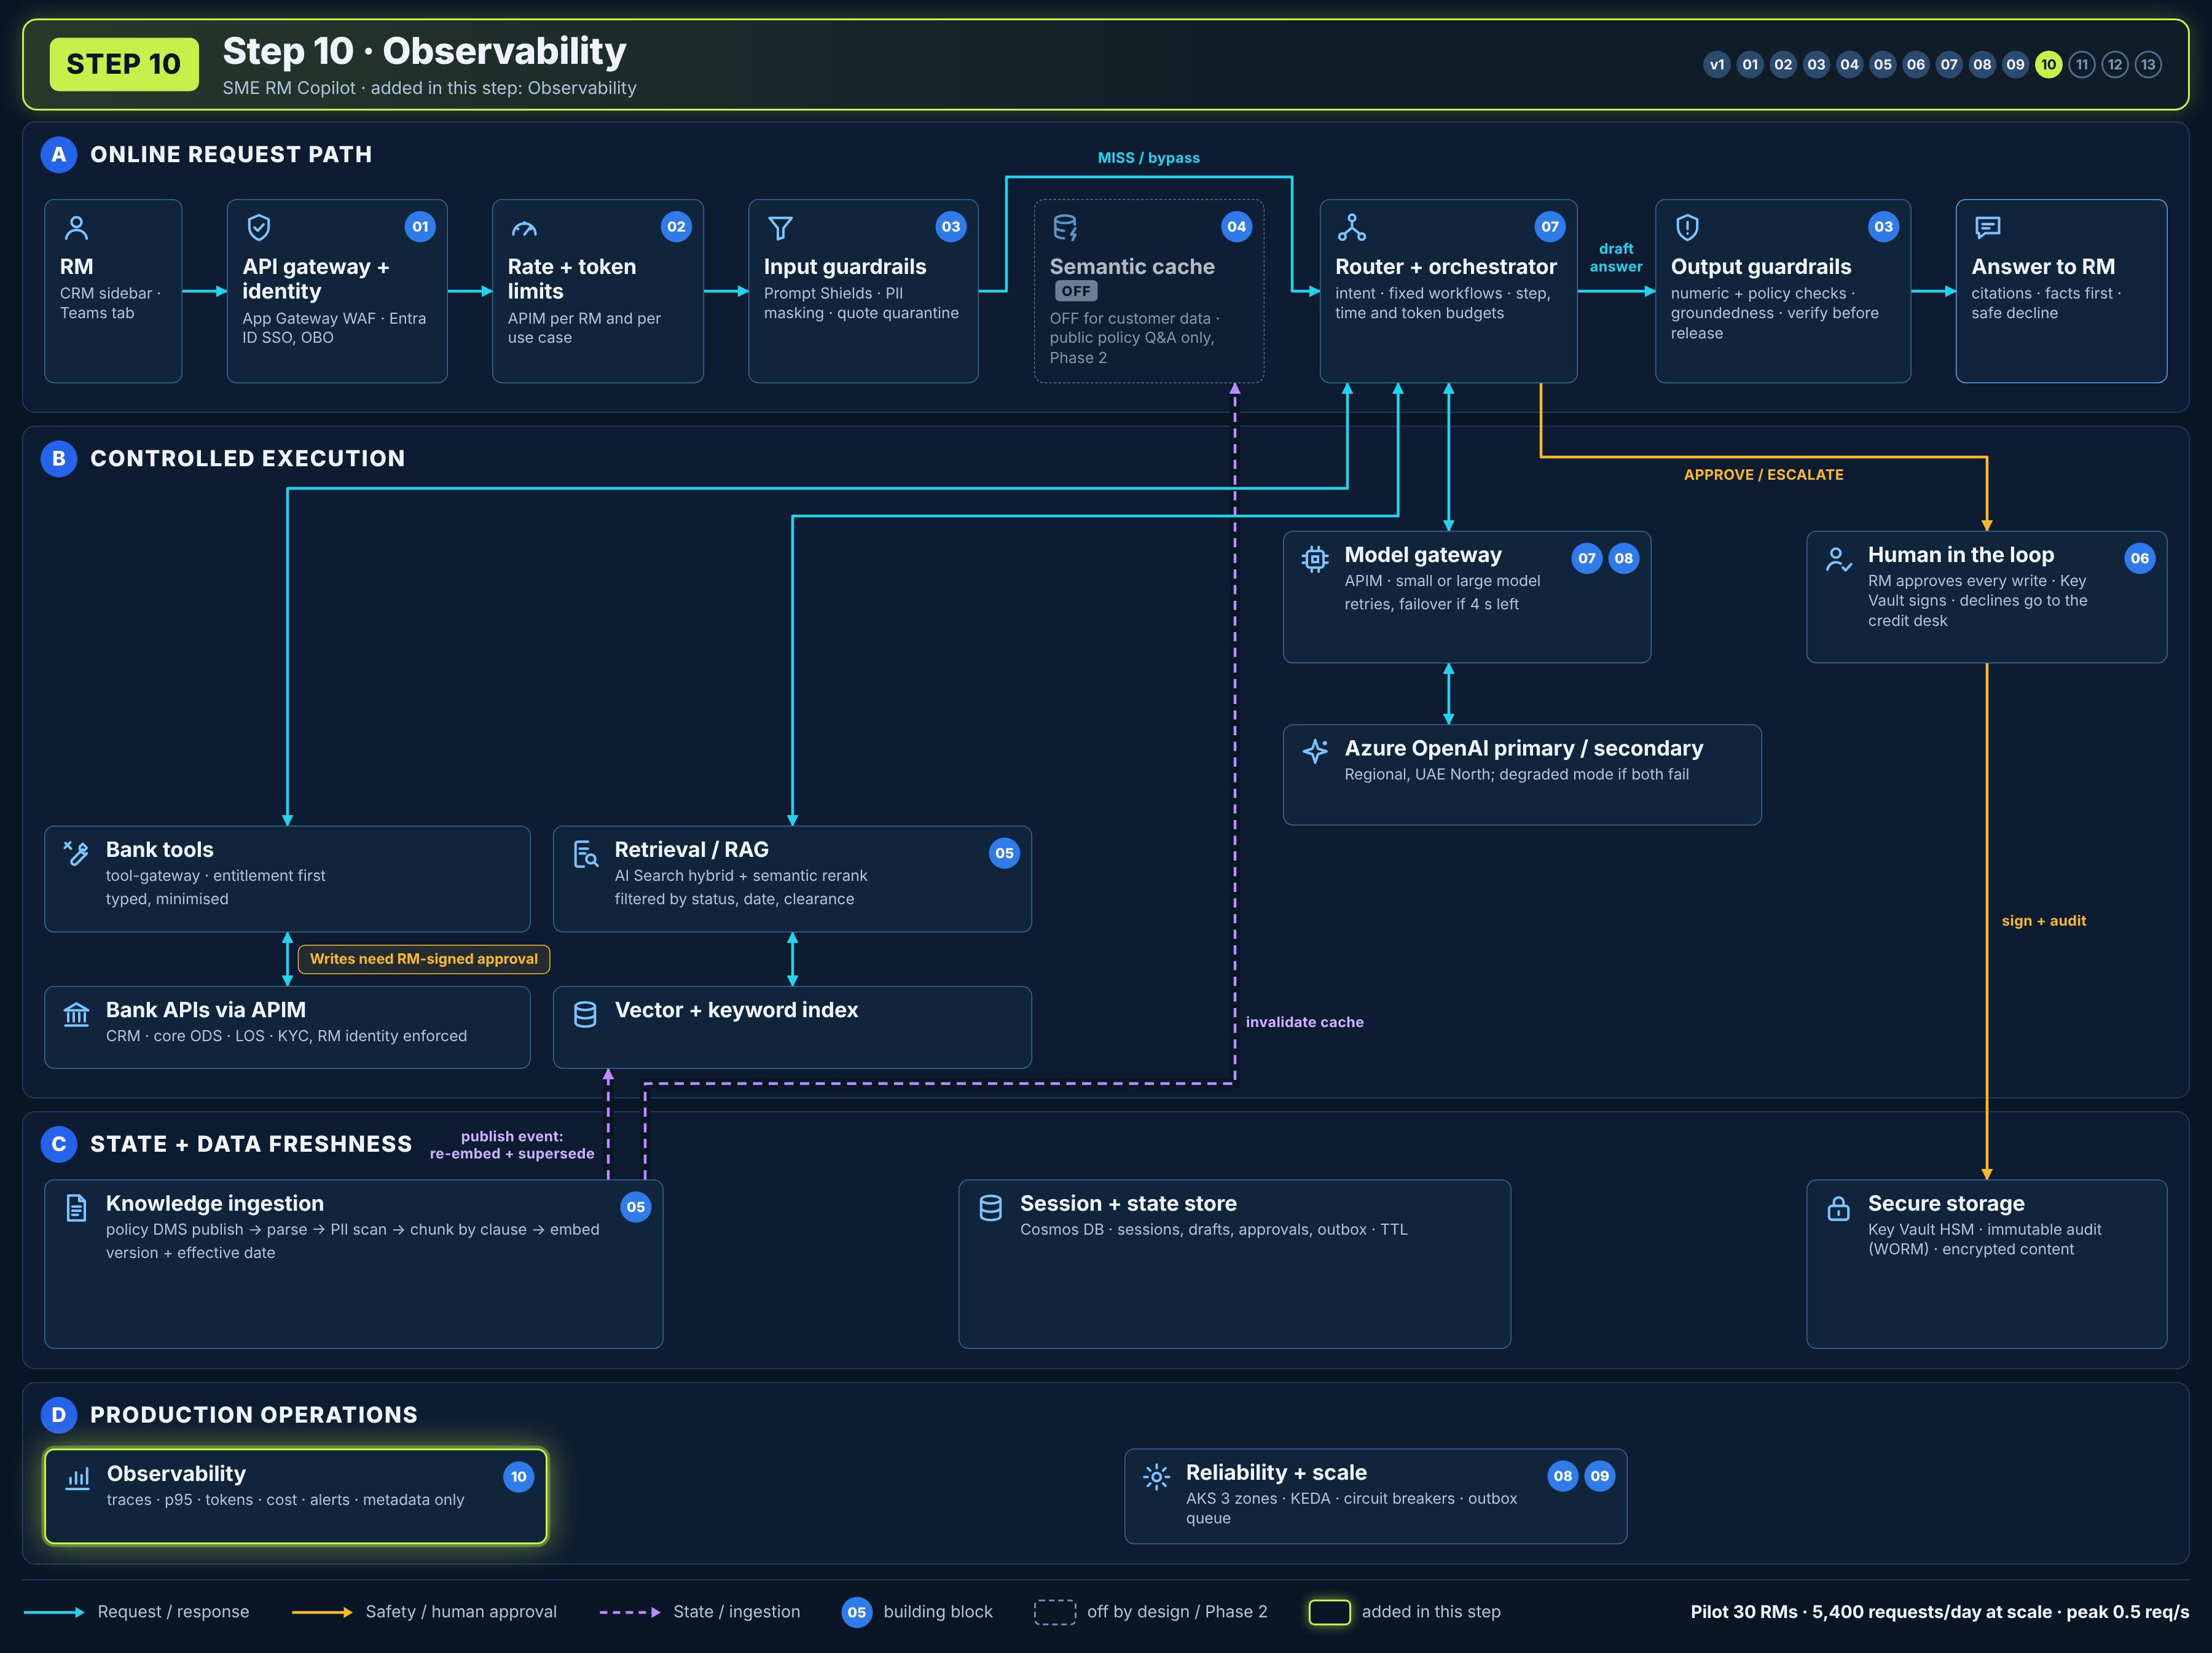 STEP 10
Step 10 · Observability
SME RM Copilot · added in this step: Observability
v1 01 02 03 04 05 06 07 08 09 10 11 12 13
A
ONLINE REQUEST PATH
MISS / bypass
RM
CRM sidebar ·
Teams tab
01
API gateway +
identity
App Gateway WAF · Entra
ID SSO, OBO
02
Rate + token
limits
APIM per RM and per
use case
03
Input guardrails
Prompt Shields · PII
masking · quote quarantine
04
Semantic cache
OFF
OFF for customer data ·
public policy Q&A only,
Phase 2
07
Router + orchestrator
intent · fixed workflows · step,
time and token budgets
draft
answer
03
Output guardrails
numeric + policy checks ·
groundedness · verify before
release
Answer to RM
citations · facts first ·
safe decline
B
CONTROLLED EXECUTION
APPROVE / ESCALATE
Model gateway
07 08
APIM · small or large model
retries, failover if 4 s left
Human in the loop
06
RM approves every write · Key
Vault signs · declines go to the
credit desk
Azure OpenAI primary / secondary
Regional, UAE North; degraded mode if both fail
Bank tools
tool-gateway · entitlement first
typed, minimised
Retrieval / RAG
05
AI Search hybrid + semantic rerank
filtered by status, date, clearance
sign + audit
Writes need RM-signed approval
Bank APIs via APIM
CRM · core ODS · LOS · KYC, RM identity enforced
Vector + keyword index
invalidate cache
C
STATE + DATA FRESHNESS
publish event:
re-embed + supersede
Knowledge ingestion
05
policy DMS publish → parse → PII scan → chunk by clause → embed
version + effective date
Session + state store
Cosmos DB · sessions, drafts, approvals, outbox · TTL
Secure storage
Key Vault HSM · immutable audit
(WORM) · encrypted content
D
PRODUCTION OPERATIONS
Observability
10
traces · p95 · tokens · cost · alerts · metadata only
Reliability + scale
08 09
AKS 3 zones · KEDA · circuit breakers · outbox
queue
Request / response
Safety / human approval
State / ingestion
05 building block
off by design / Phase 2
added in this step
Pilot 30 RMs · 5,400 requests/day at scale · peak 0.5 req/s